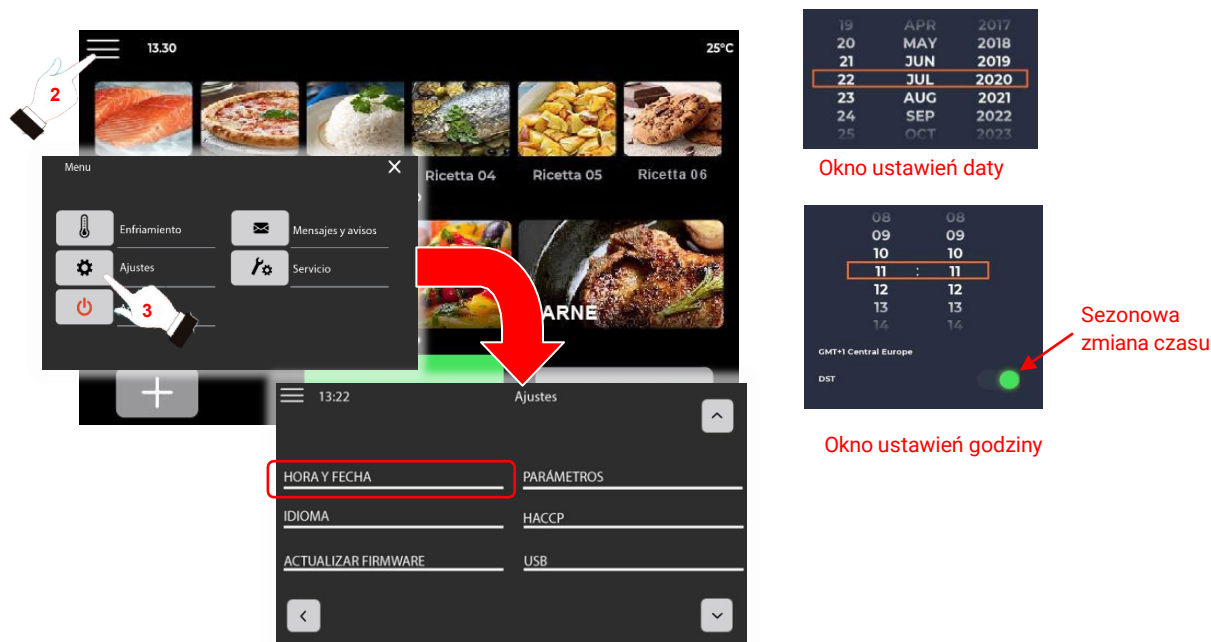 13.30
25°C
2
Ricetta 04
Ricetta 05
Ricetta 06
Menu
Enfriamiento
Mensajes y avisos
Ajustes
Servicio
3
ARNE
13:22
Ajustes
HORA Y FECHA
PARÁMETROS
IDIOMA
HACCP
ACTUALIZAR FIRMWARE
USB
19 APR 2017
20 MAY 2018
21 JUN 2019
22 JUL 2020
23 AUG 2021
24 SEP 2022
25 OCT 2023
Okno ustawień daty
08 08
09 09
10 10
11 : 11
12 12
13 13
14 14
GMT+1 Central Europe
DST
Sezonowa
zmiana czasu
Okno ustawień godziny